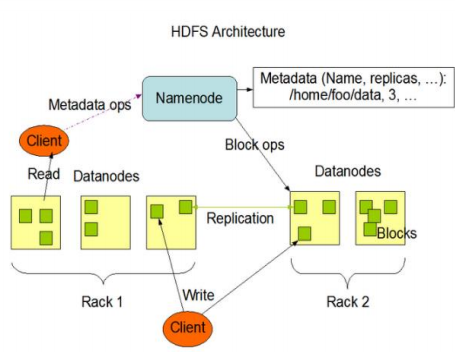 HDFS Architecture
Metadata (Name, replicas, ...):
/home/foo/data, 3, ...
Namenode
Metadata ops
Client
Block ops
Read
Datanodes
Datanodes
Replication
Blocks
Rack 1
Write
Rack 2
Client